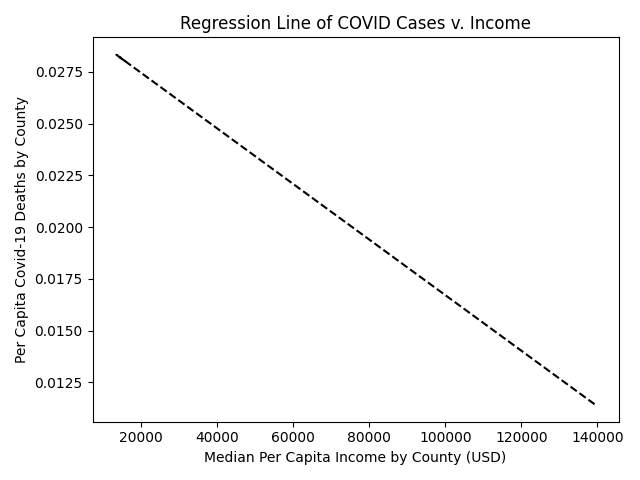 Regression Line of COVID Cases v. Income
Per Capita Covid-19 Deaths by County
0.0275
0.0250
0.0225
0.0200
0.0175
0.0150
0.0125
20000 40000 60000 80000 100000 120000 140000
Median Per Capita Income by County (USD)